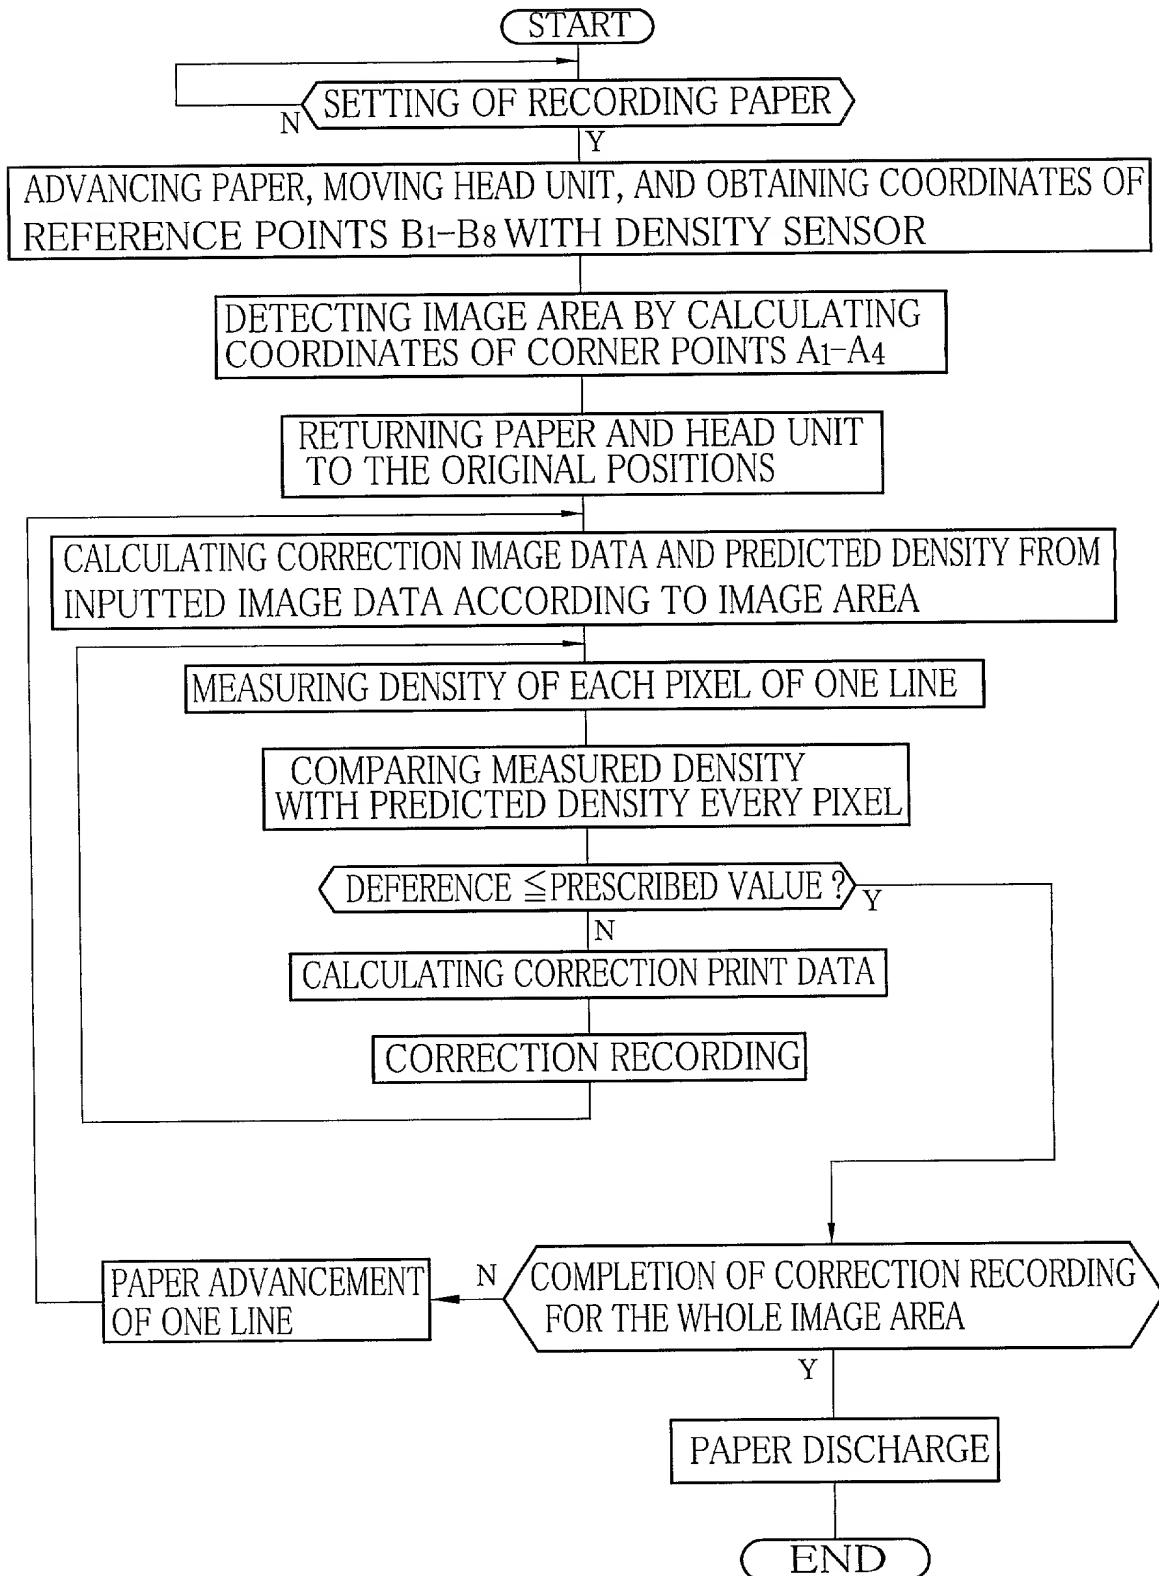 START
SETTING OF RECORDING PAPER
N
Y
ADVANCING PAPER, MOVING HEAD UNIT, AND OBTAINING COORDINATES OF
REFERENCE POINTS B1-B8 WITH DENSITY SENSOR
DETECTING IMAGE AREA BY CALCULATING
COORDINATES OF CORNER POINTS A1-A4
RETURNING PAPER AND HEAD UNIT
TO THE ORIGINAL POSITIONS
CALCULATING CORRECTION IMAGE DATA AND PREDICTED DENSITY FROM
INPUTTED IMAGE DATA ACCORDING TO IMAGE AREA
MEASURING DENSITY OF EACH PIXEL OF ONE LINE
COMPARING MEASURED DENSITY
WITH PREDICTED DENSITY EVERY PIXEL
DEFERENCE ≦ PRESCRIBED VALUE ?
Y
N
CALCULATING CORRECTION PRINT DATA
CORRECTION RECORDING
COMPLETION OF CORRECTION RECORDING
FOR THE WHOLE IMAGE AREA
N
PAPER ADVANCEMENT
OF ONE LINE
Y
PAPER DISCHARGE
END